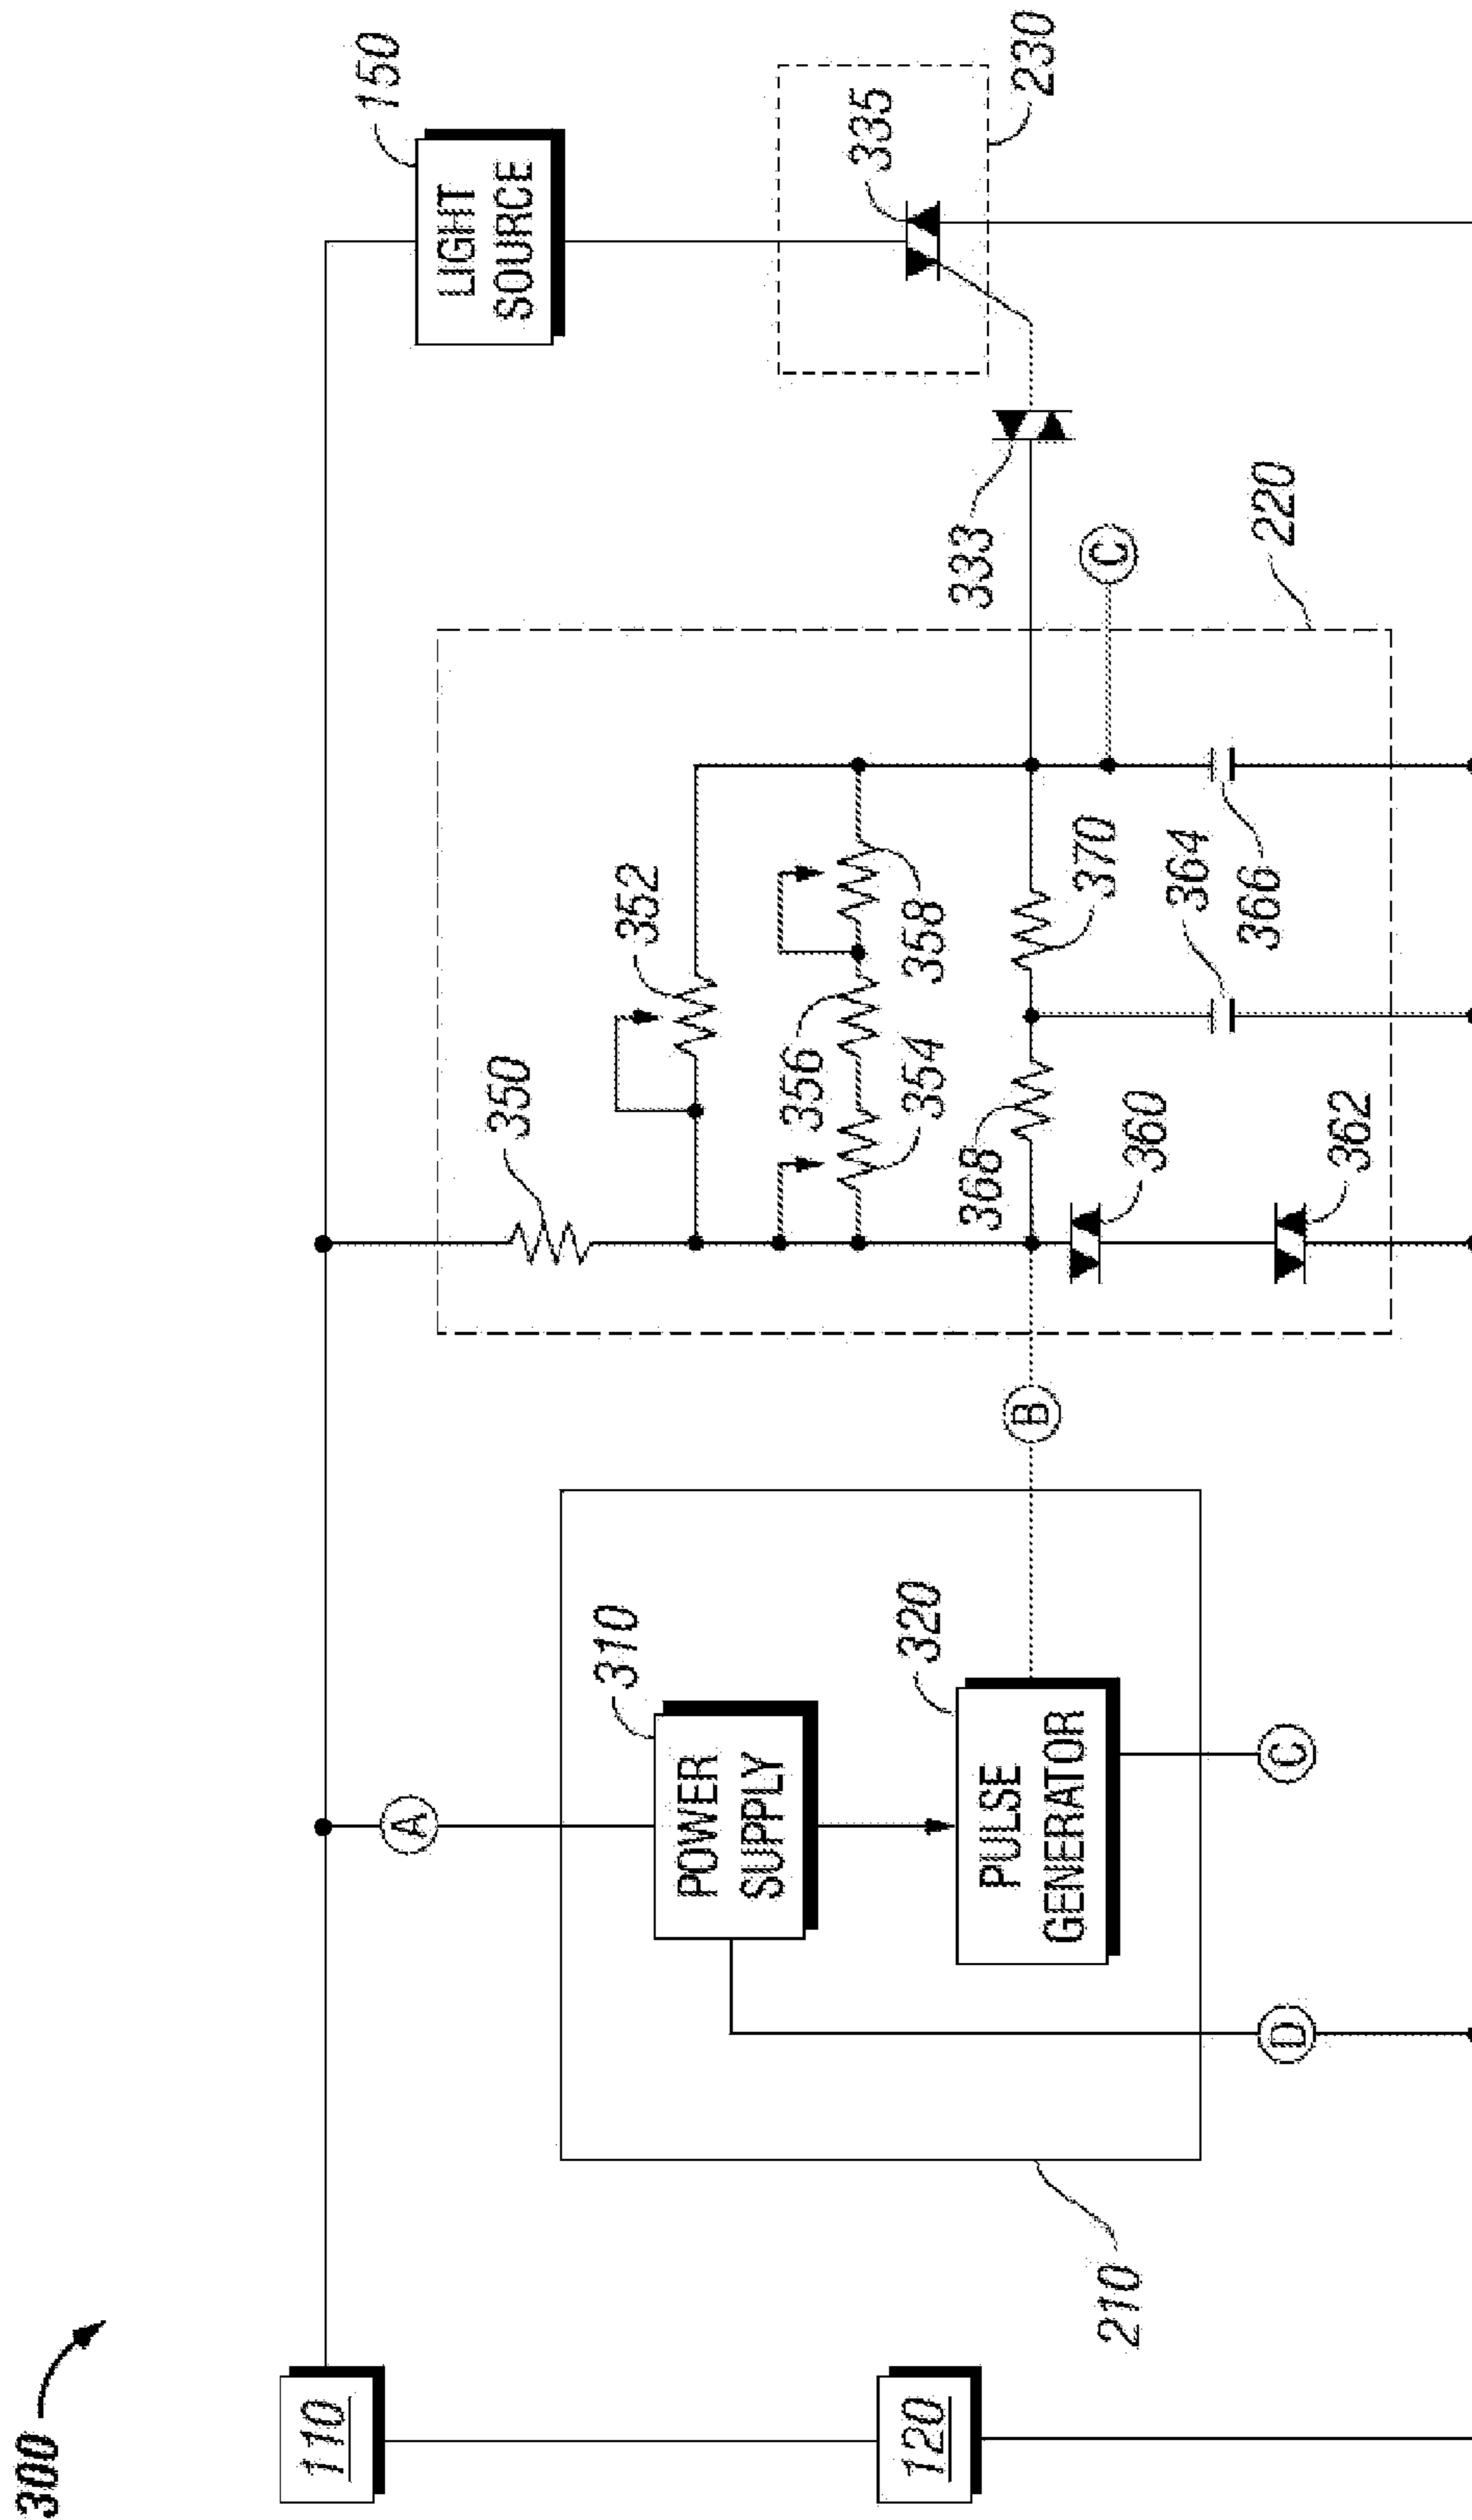 300
110
120
A
POWER
SUPPLY
310
PULSE
GENERATOR
320
210
D
C
B
350
352
356
354
358
368
370
360
362
364
366
220
C
333
LIGHT
SOURCE
150
335
230